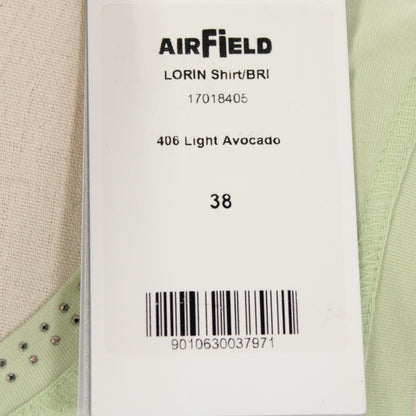 AIRFiELD
LORIN Shirt/BRI
17018405
406 Light Avocado
38
9010630037971